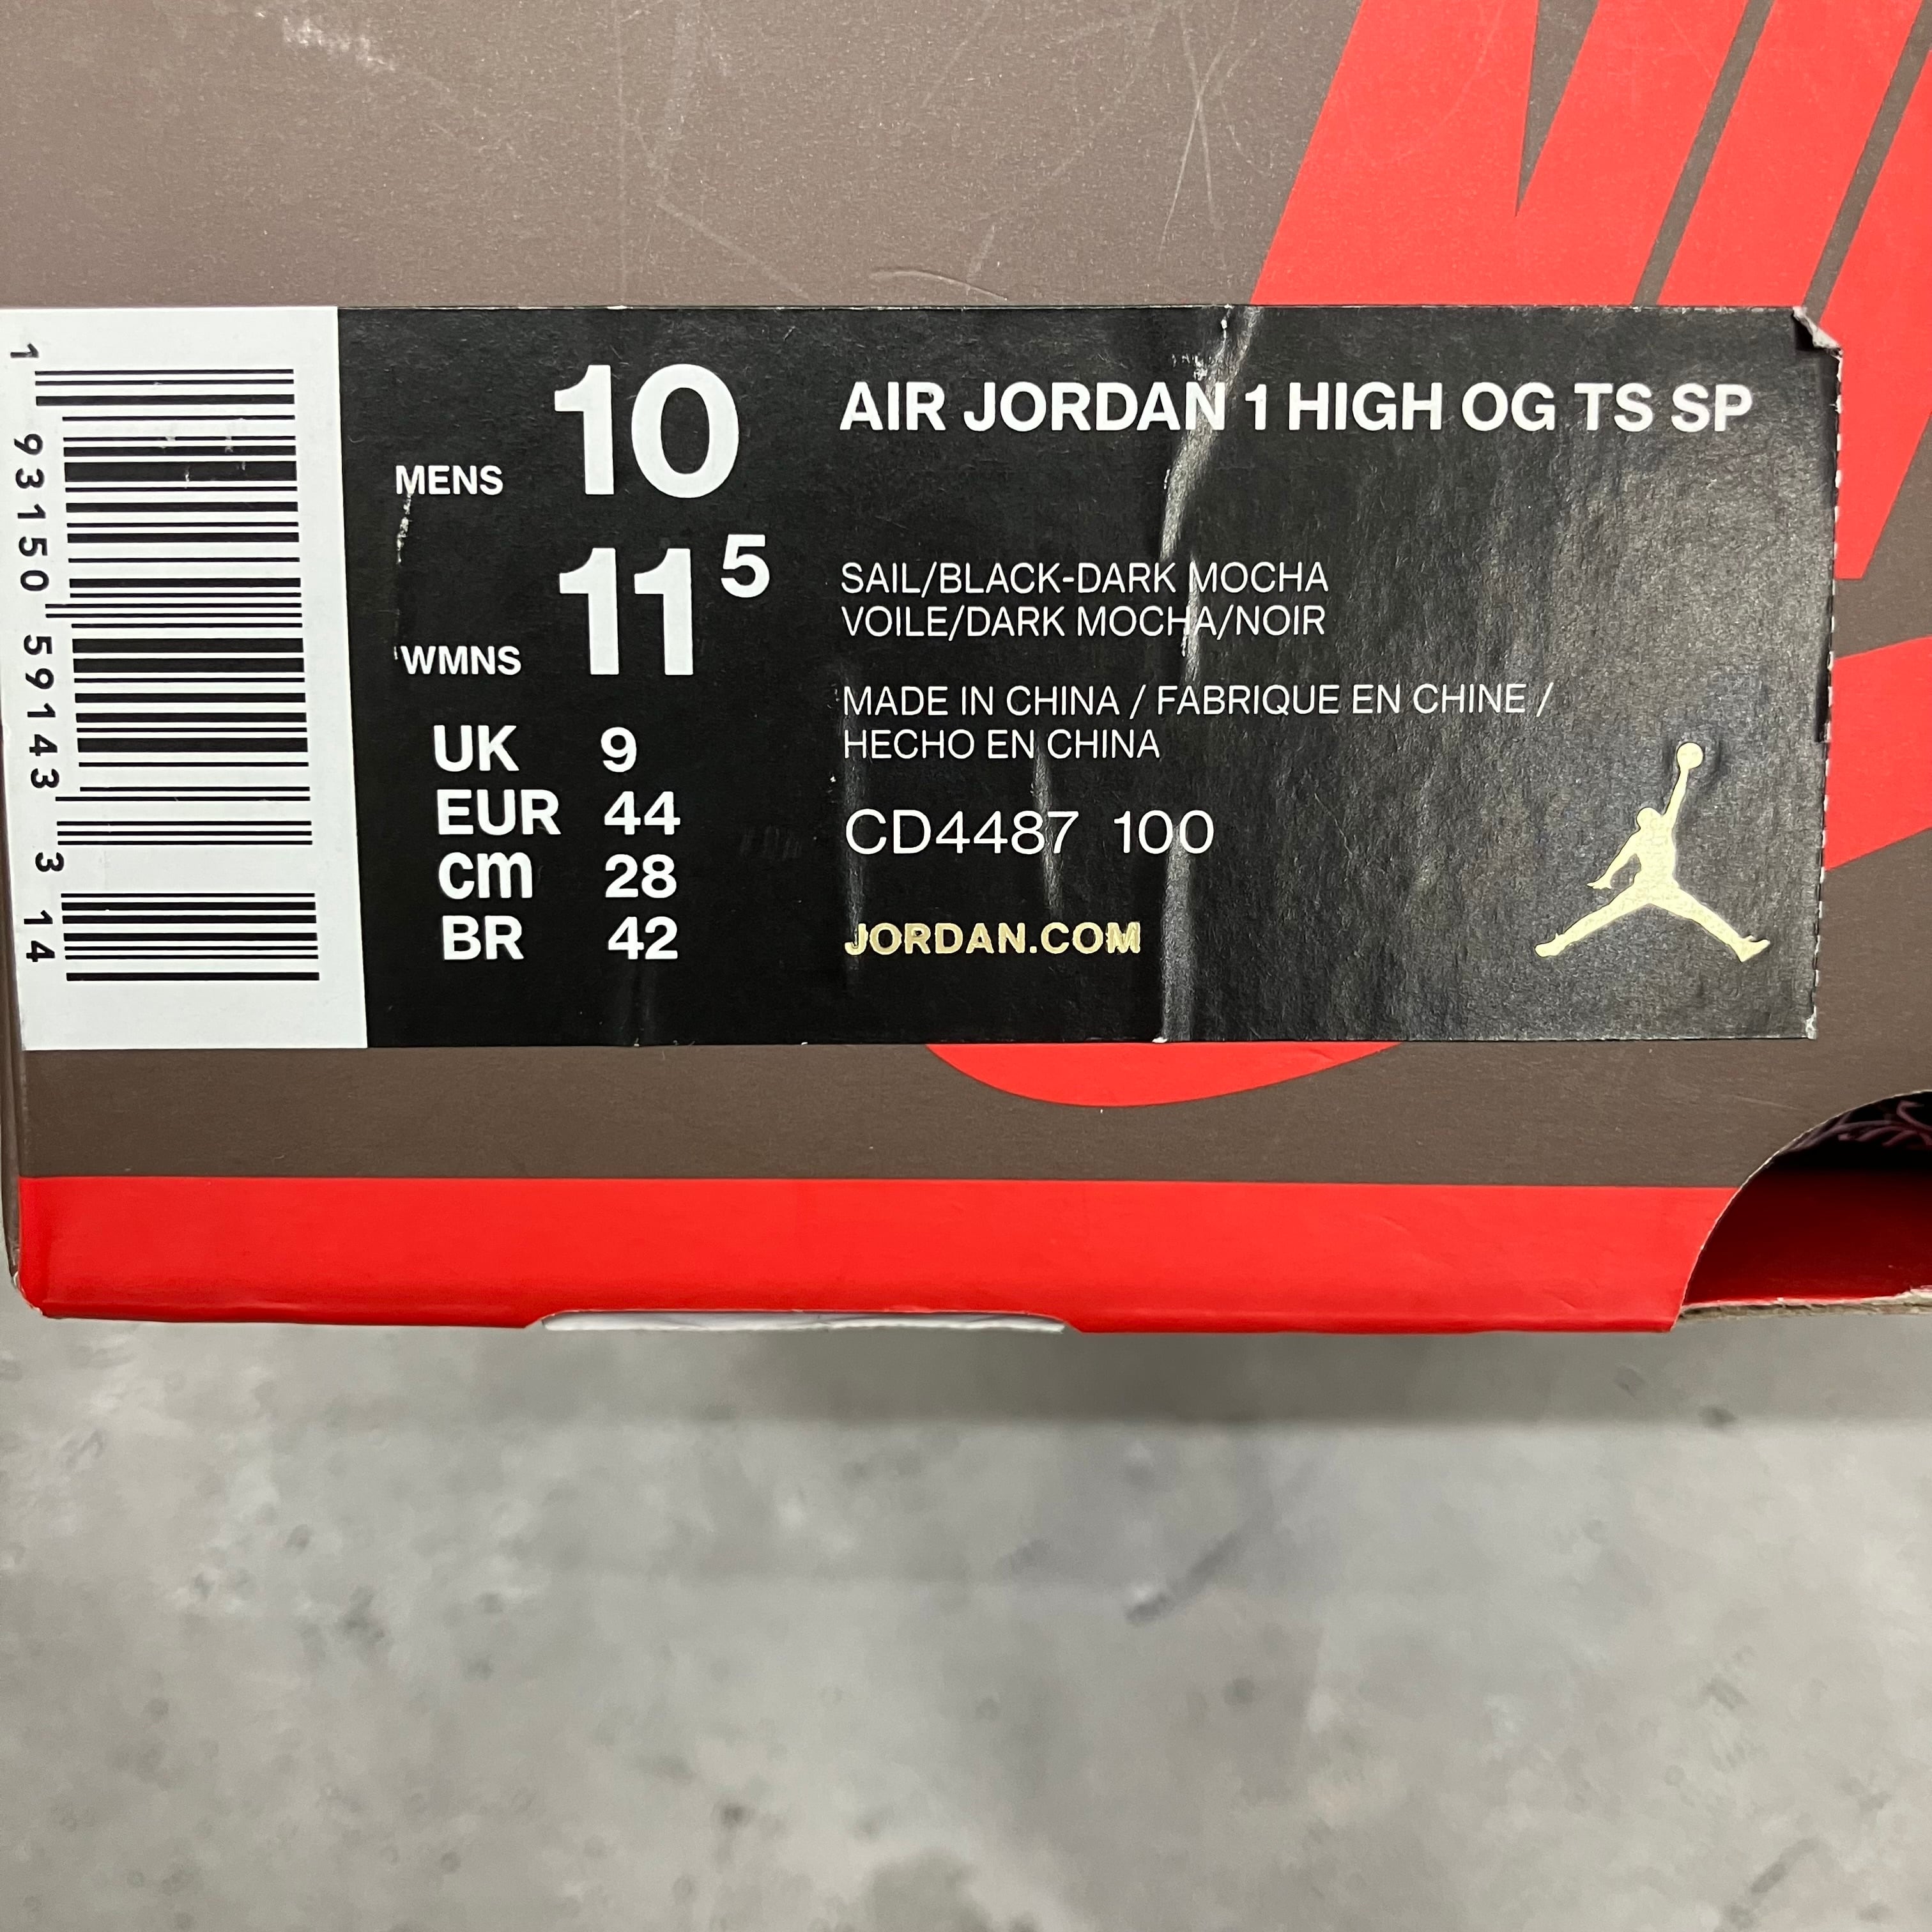 1 93150 59143 3 14
MENS 10
WMNS 11 5
UK 9
EUR 44
cm 28
BR 42
AIR JORDAN 1 HIGH OG TS SP
SAIL/BLACK-DARK MOCHA
VOILE/DARK MOCHA/NOIR
MADE IN CHINA / FABRIQUE EN CHINE /
HECHO EN CHINA
CD4487 100
JORDAN.COM